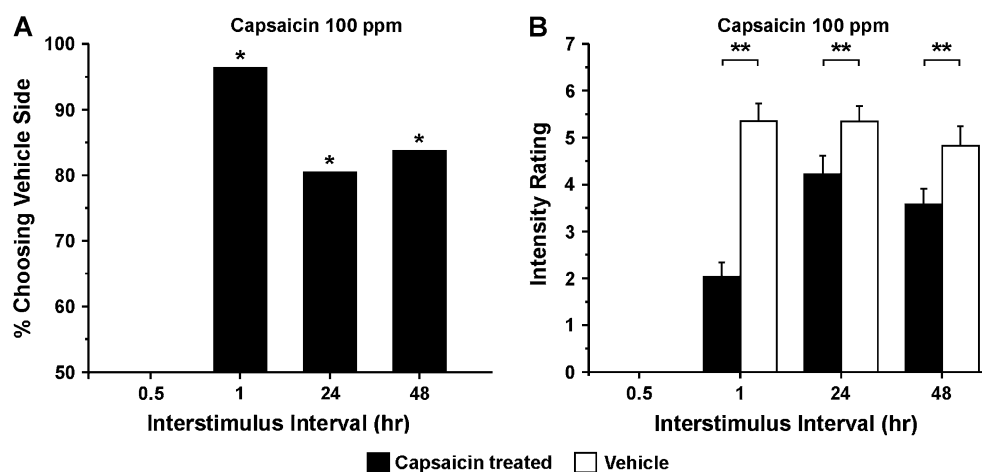 A
Capsaicin 100 ppm
% Choosing Vehicle Side
100
90
80
70
60
50
*
*
*
0.5 1 24 48
Interstimulus Interval (hr)
B
Capsaicin 100 ppm
Intensity Rating
7
6
5
4
3
2
1
0
** ** **
0.5 1 24 48
Interstimulus Interval (hr)
Capsaicin treated Vehicle